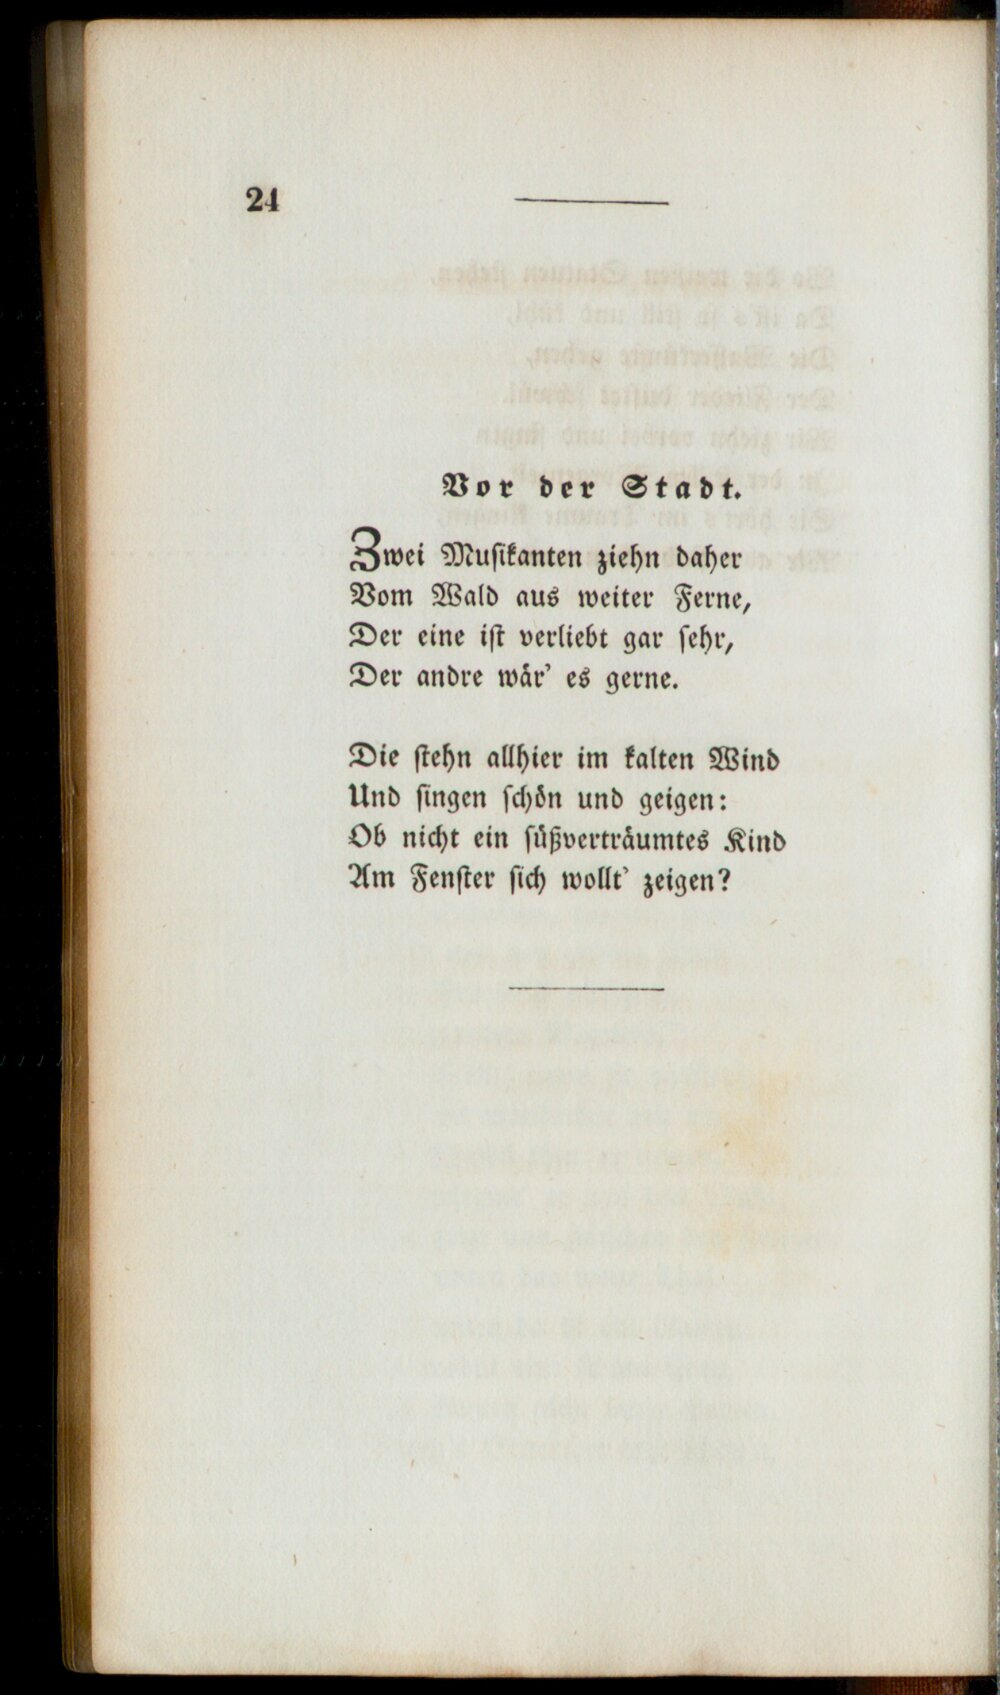 24
Vor der Stadt.
Zwei Muſikanten ziehn daher
Vom Wald aus weiter Ferne,
Der eine iſt verliebt gar ſehr,
Der andre wär’ es gerne.
Die ſtehn allhier im kalten Wind
Und ſingen ſchön und geigen:
Ob nicht ein ſüßverträumtes Kind
Am Fenſter ſich wollt’ zeigen?